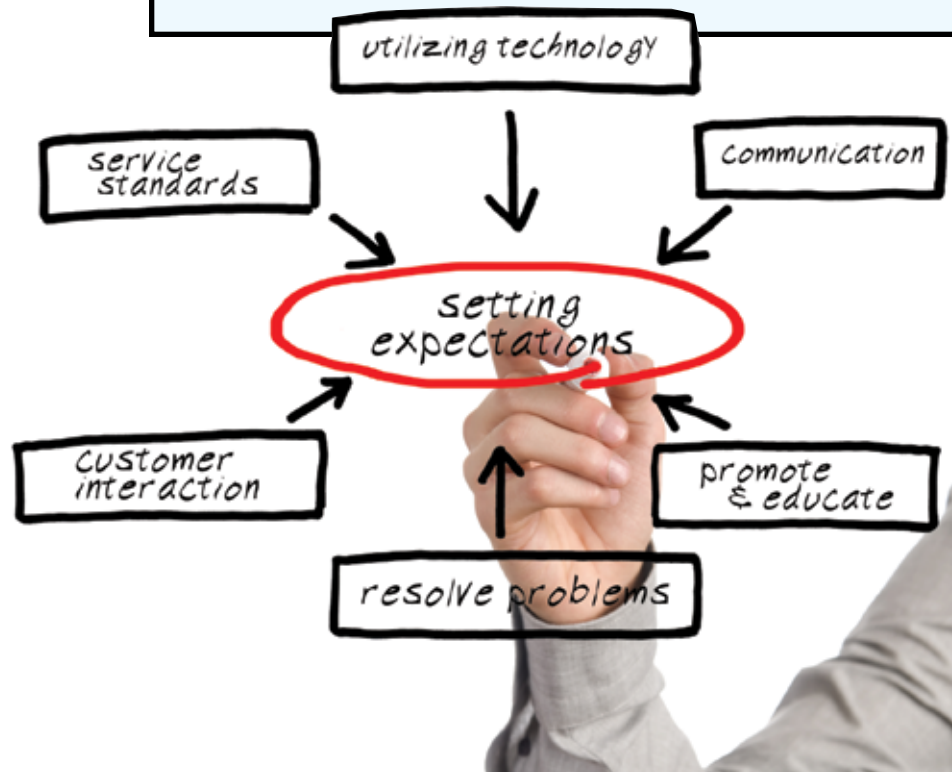 utilizing technology
service
standards
communication
setting
expectations
customer
interaction
promote
& educate
resolve problems